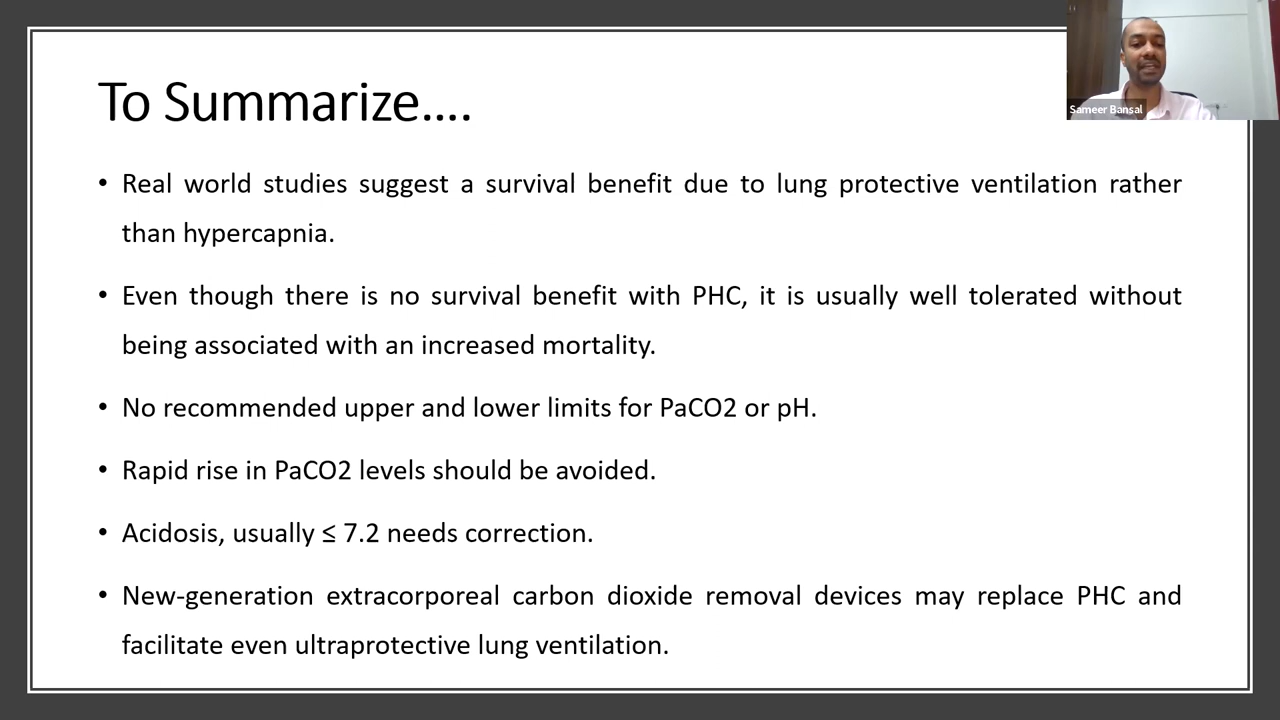 To Summarize....
Sameer Bansal
• Real world studies suggest a survival benefit due to lung protective ventilation rather
than hypercapnia.
• Even though there is no survival benefit with PHC, it is usually well tolerated without
being associated with an increased mortality.
• No recommended upper and lower limits for PaCO2 or pH.
• Rapid rise in PaCO2 levels should be avoided.
• Acidosis, usually ≤ 7.2 needs correction.
• New-generation extracorporeal carbon dioxide removal devices may replace PHC and
facilitate even ultraprotective lung ventilation.